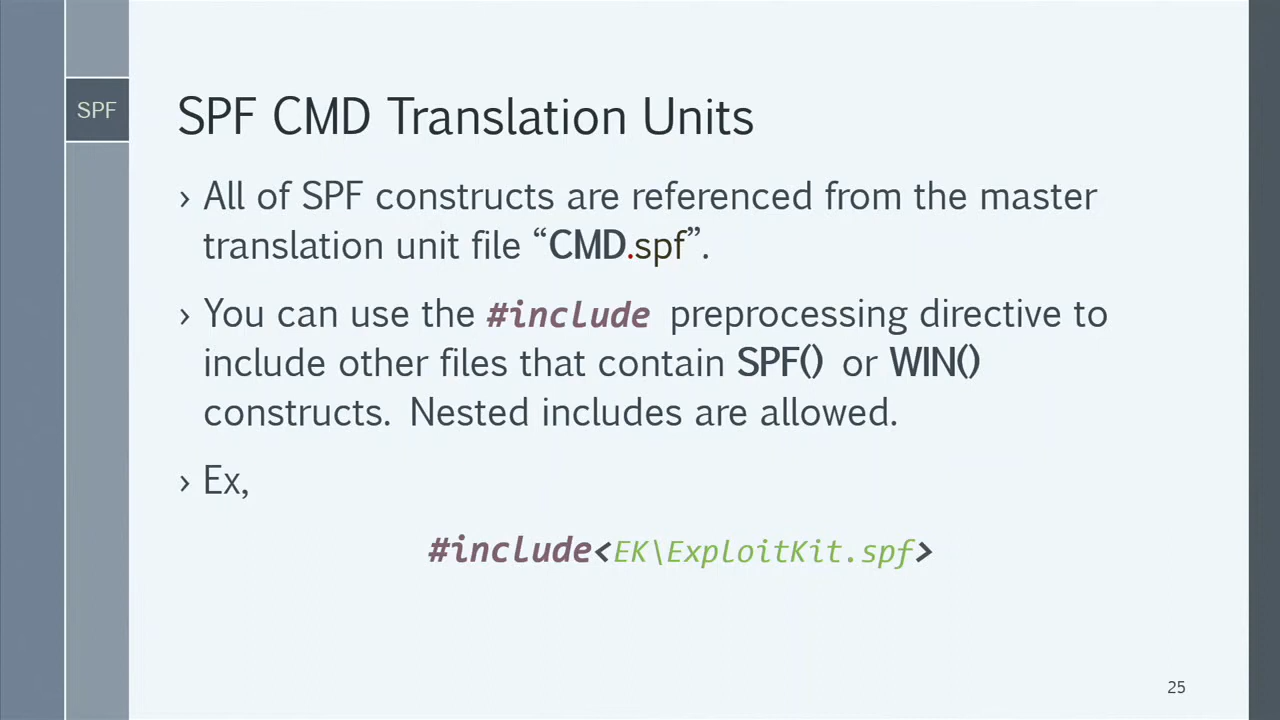 SPF
SPF CMD Translation Units
› All of SPF constructs are referenced from the master
translation unit file “CMD.spf”.
› You can use the #include preprocessing directive to
include other files that contain SPF() or WIN()
constructs. Nested includes are allowed.
› Ex,
#include<EK\ExploitKit.spf>
25